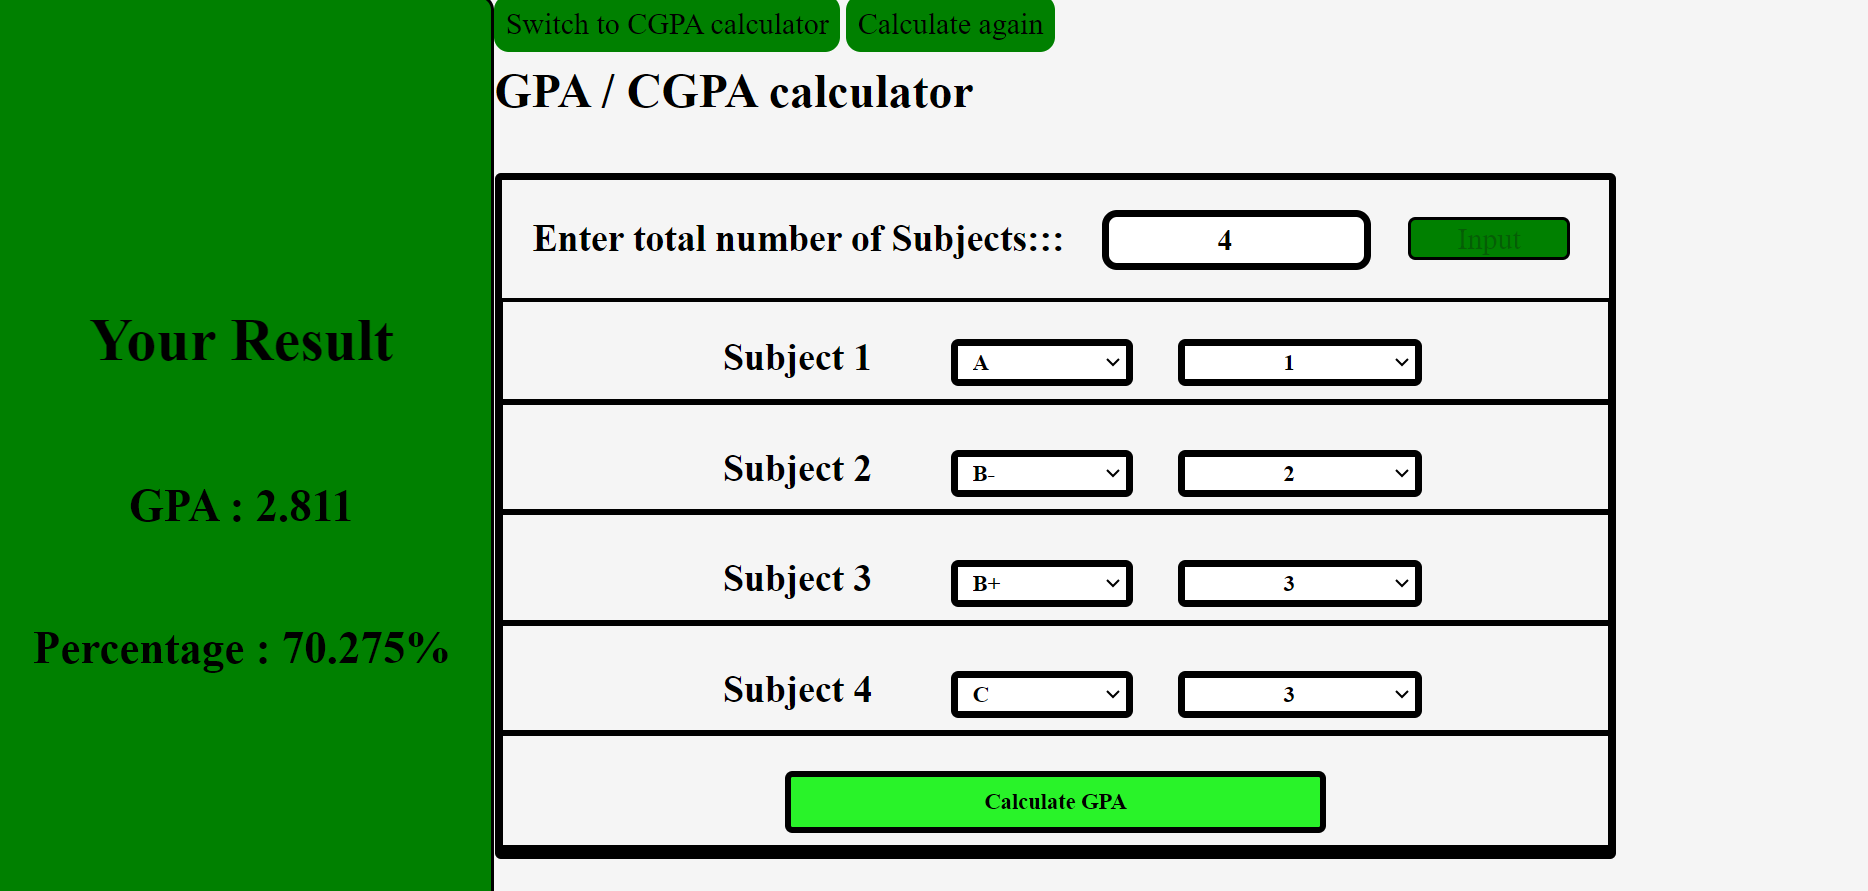 Switch to CGPA calculator Calculate again
GPA / CGPA calculator
Enter total number of Subjects::: 4 Input
Subject 1 A 1
Subject 2 B- 2
Subject 3 B+ 3
Subject 4 C 3
Calculate GPA
Your Result
GPA : 2.811
Percentage : 70.275%